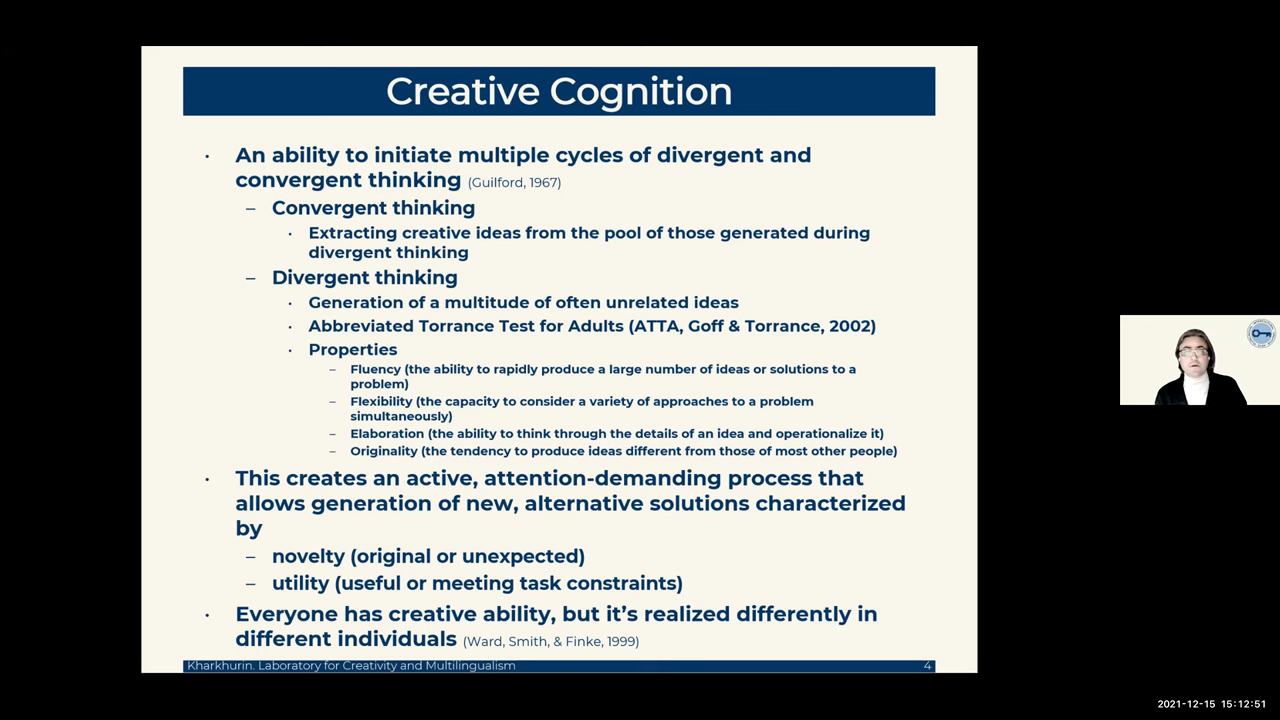 Creative Cognition
· An ability to initiate multiple cycles of divergent and
convergent thinking (Guilford, 1967)
– Convergent thinking
· Extracting creative ideas from the pool of those generated during
divergent thinking
– Divergent thinking
· Generation of a multitude of often unrelated ideas
· Abbreviated Torrance Test for Adults (ATTA, Goff & Torrance, 2002)
· Properties
– Fluency (the ability to rapidly produce a large number of ideas or solutions to a
problem)
– Flexibility (the capacity to consider a variety of approaches to a problem
simultaneously)
– Elaboration (the ability to think through the details of an idea and operationalize it)
– Originality (the tendency to produce ideas different from those of most other people)
· This creates an active, attention-demanding process that
allows generation of new, alternative solutions characterized
by
– novelty (original or unexpected)
– utility (useful or meeting task constraints)
· Everyone has creative ability, but it’s realized differently in
different individuals (Ward, Smith, & Finke, 1999)
Kharkhurin. Laboratory for Creativity and Multilingualism 4
2021-12-15 15:12:51